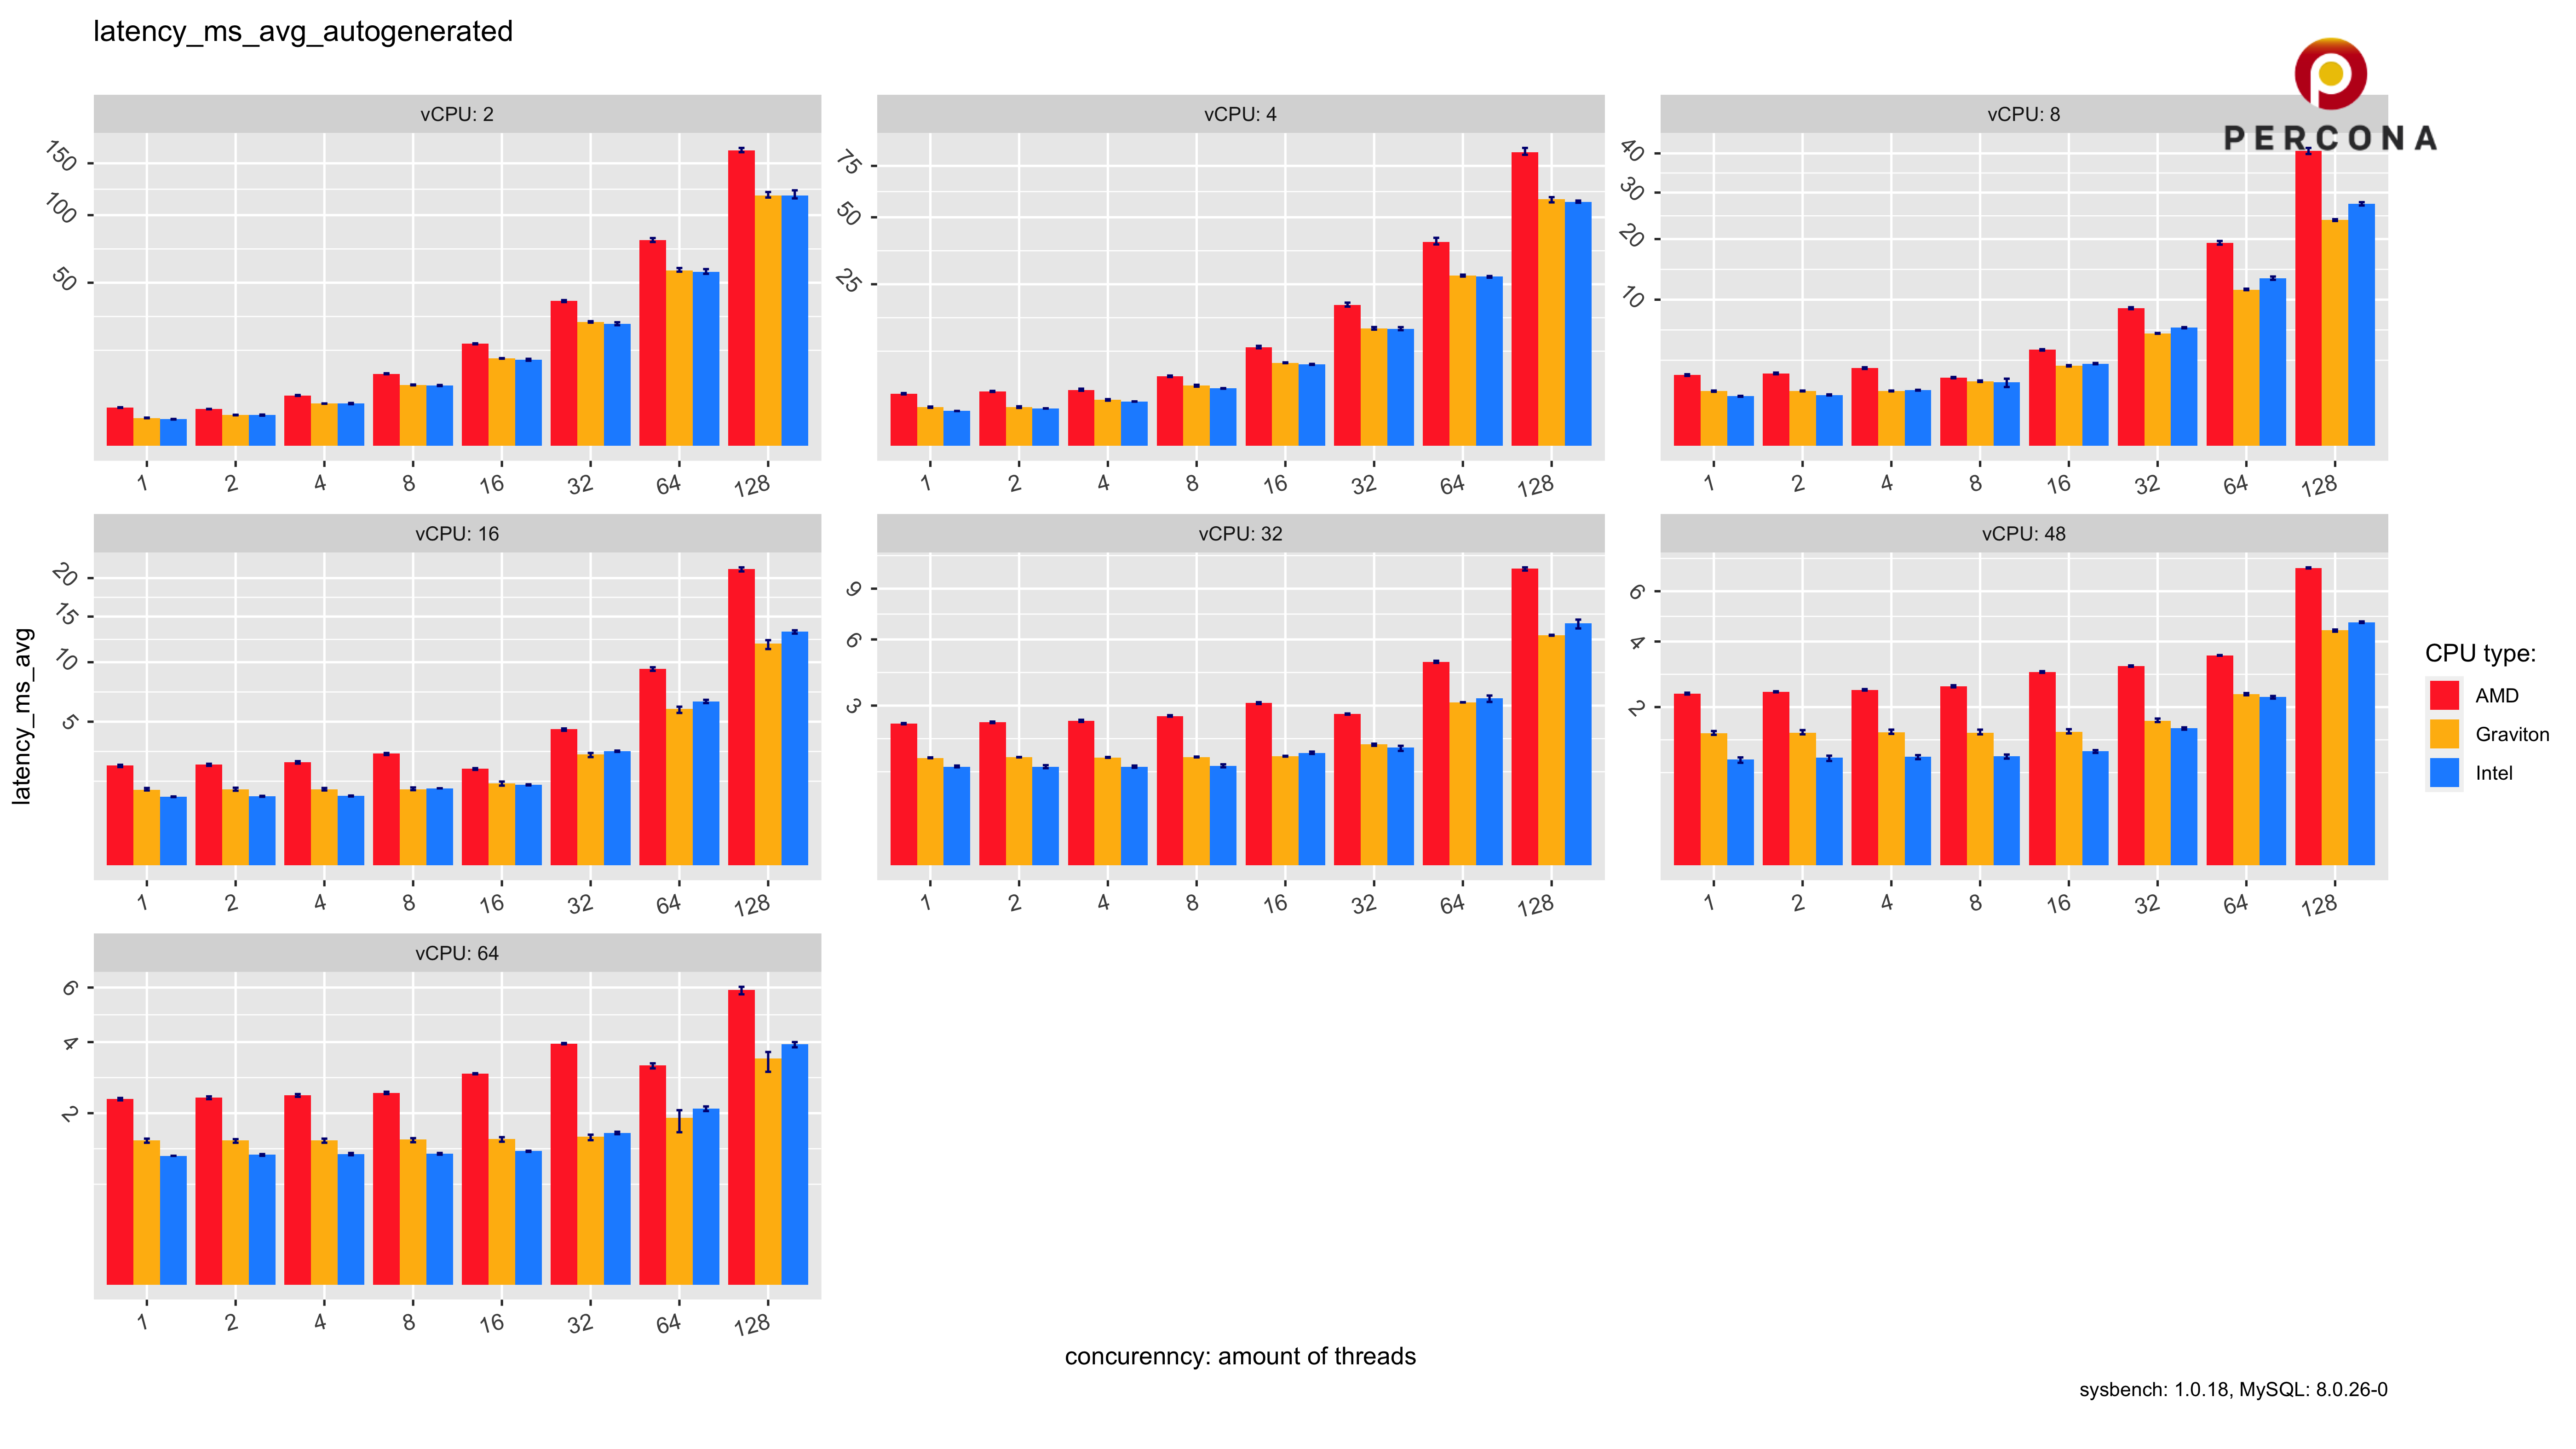 latency_ms_avg_autogenerated
PERCONA
vCPU: 2
150
100
50
1 2 4 8 16 32 64 128
vCPU: 4
75
50
25
1 2 4 8 16 32 64 128
vCPU: 8
40
30
20
10
1 2 4 8 16 32 64 128
latency_ms_avg
vCPU: 16
20
15
10
5
1 2 4 8 16 32 64 128
vCPU: 32
9
6
3
1 2 4 8 16 32 64 128
vCPU: 48
6
4
2
1 2 4 8 16 32 64 128
CPU type:
AMD
Graviton
Intel
vCPU: 64
6
4
2
1 2 4 8 16 32 64 128
concurenncy: amount of threads
sysbench: 1.0.18, MySQL: 8.0.26-0